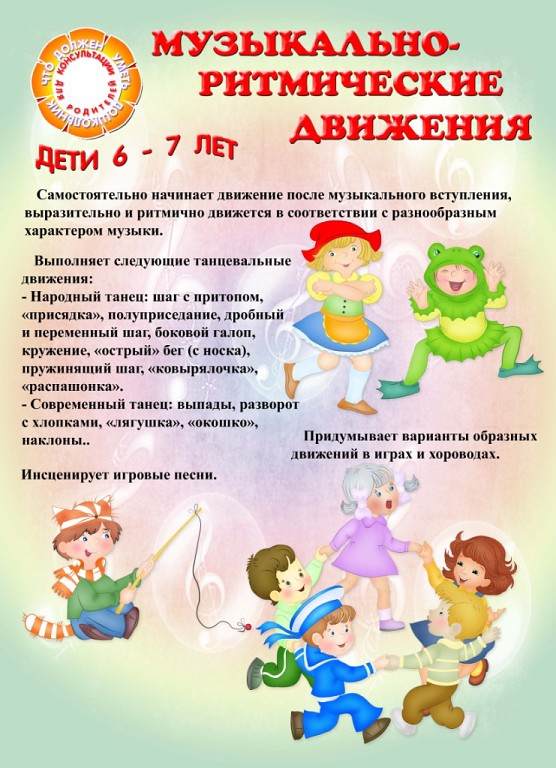 ЧТО ДОЛЖЕН УМЕТЬ ДОШКОЛЬНИК
КОНСУЛЬТАЦИИ ДЛЯ РОДИТЕЛЕЙ
МУЗЫКАЛЬНО-
РИТМИЧЕСКИЕ
ДВИЖЕНИЯ
ДЕТИ 6 - 7 ЛЕТ
Самостоятельно начинает движение после музыкального вступления,
выразительно и ритмично движется в соответствии с разнообразным
характером музыки.
Выполняет следующие танцевальные
движения:
- Народный танец: шаг с притопом,
«присядка», полуприседание, дробный
и переменный шаг, боковой галоп,
кружение, «острый» бег (с носка),
пружинящий шаг, «ковырялочка»,
«распашонка».
- Современный танец: выпады, разворот
с хлопками, «лягушка», «окошко»,
наклоны..
Придумывает варианты образных
движений в играх и хороводах.
Инсценирует игровые песни.